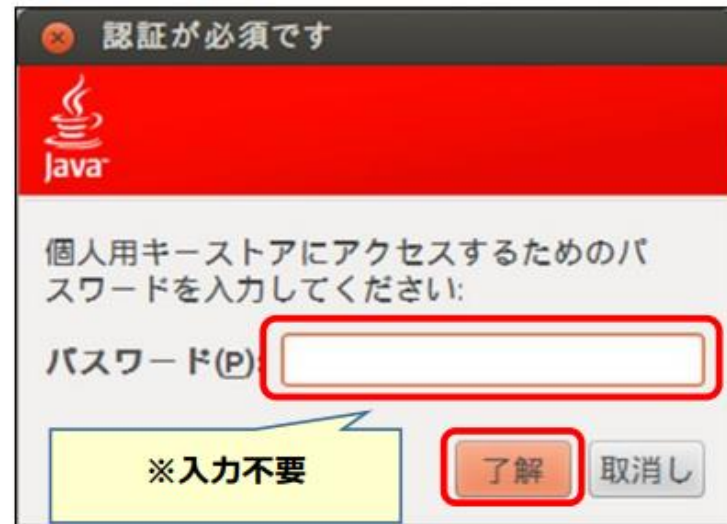 認証が必須です
Java
個人用キーストアにアクセスするためのパ
スワードを入力してください:
パスワード(P):
※入力不要
了解 取消し